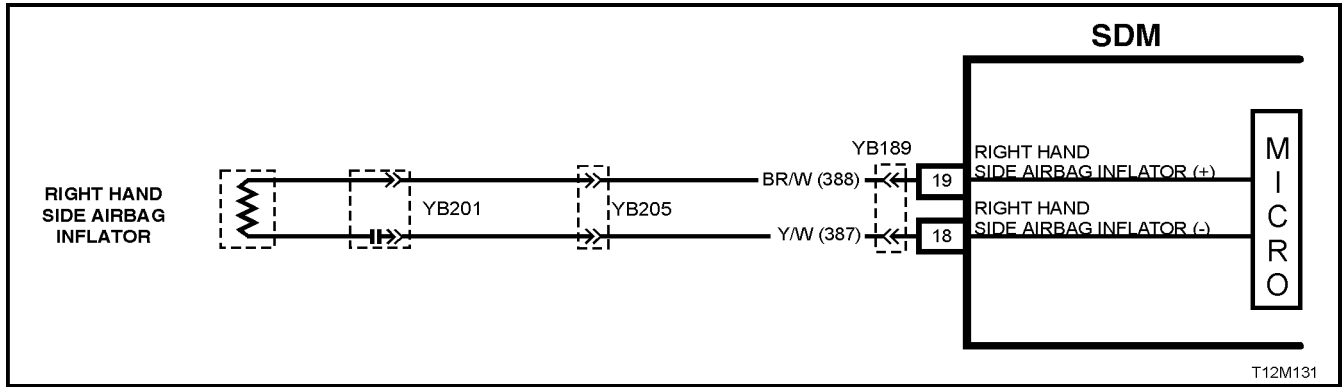 SDM
RIGHT HAND
SIDE AIRBAG
INFLATOR
YB201
YB205
BR/W (388)
Y/W (387)
YB189
19
18
RIGHT HAND
SIDE AIRBAG INFLATOR (+)
RIGHT HAND
SIDE AIRBAG INFLATOR (-)
MICRO
T12M131